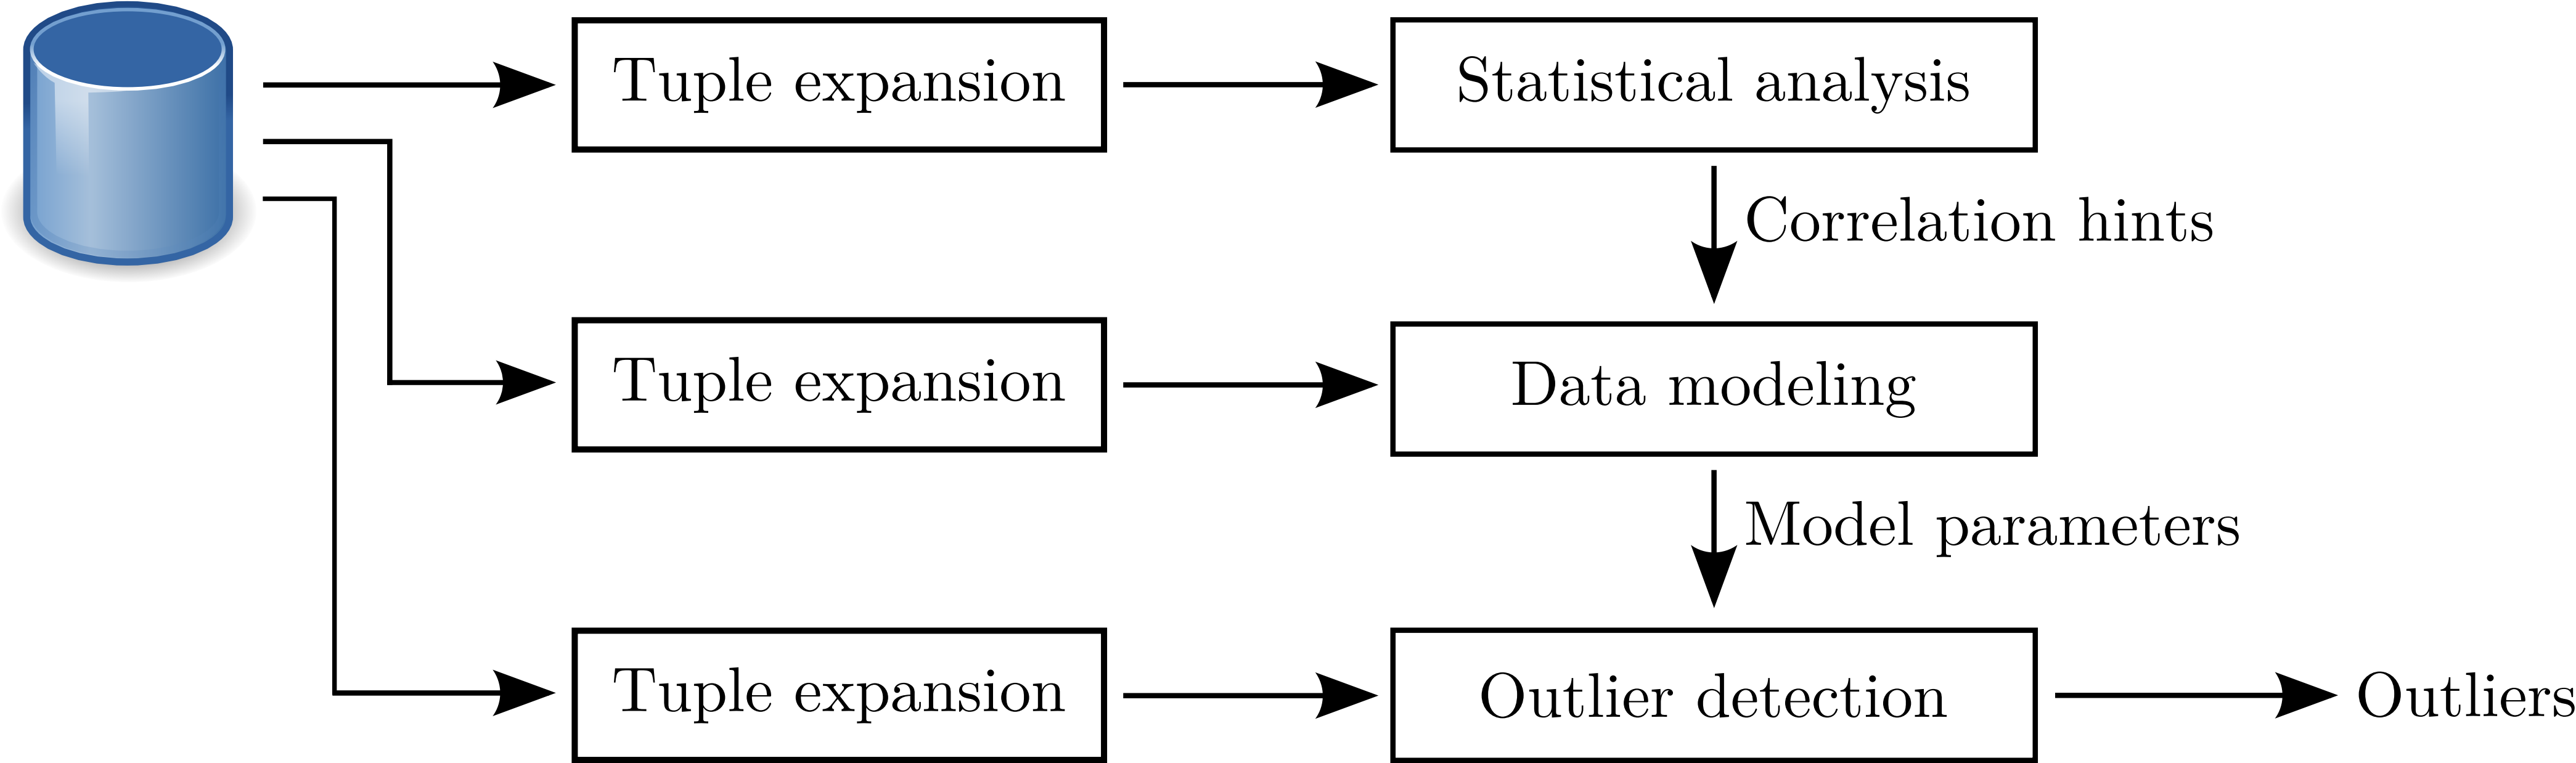 Tuple expansion
Statistical analysis
Correlation hints
Tuple expansion
Data modeling
Model parameters
Tuple expansion
Outlier detection
Outliers